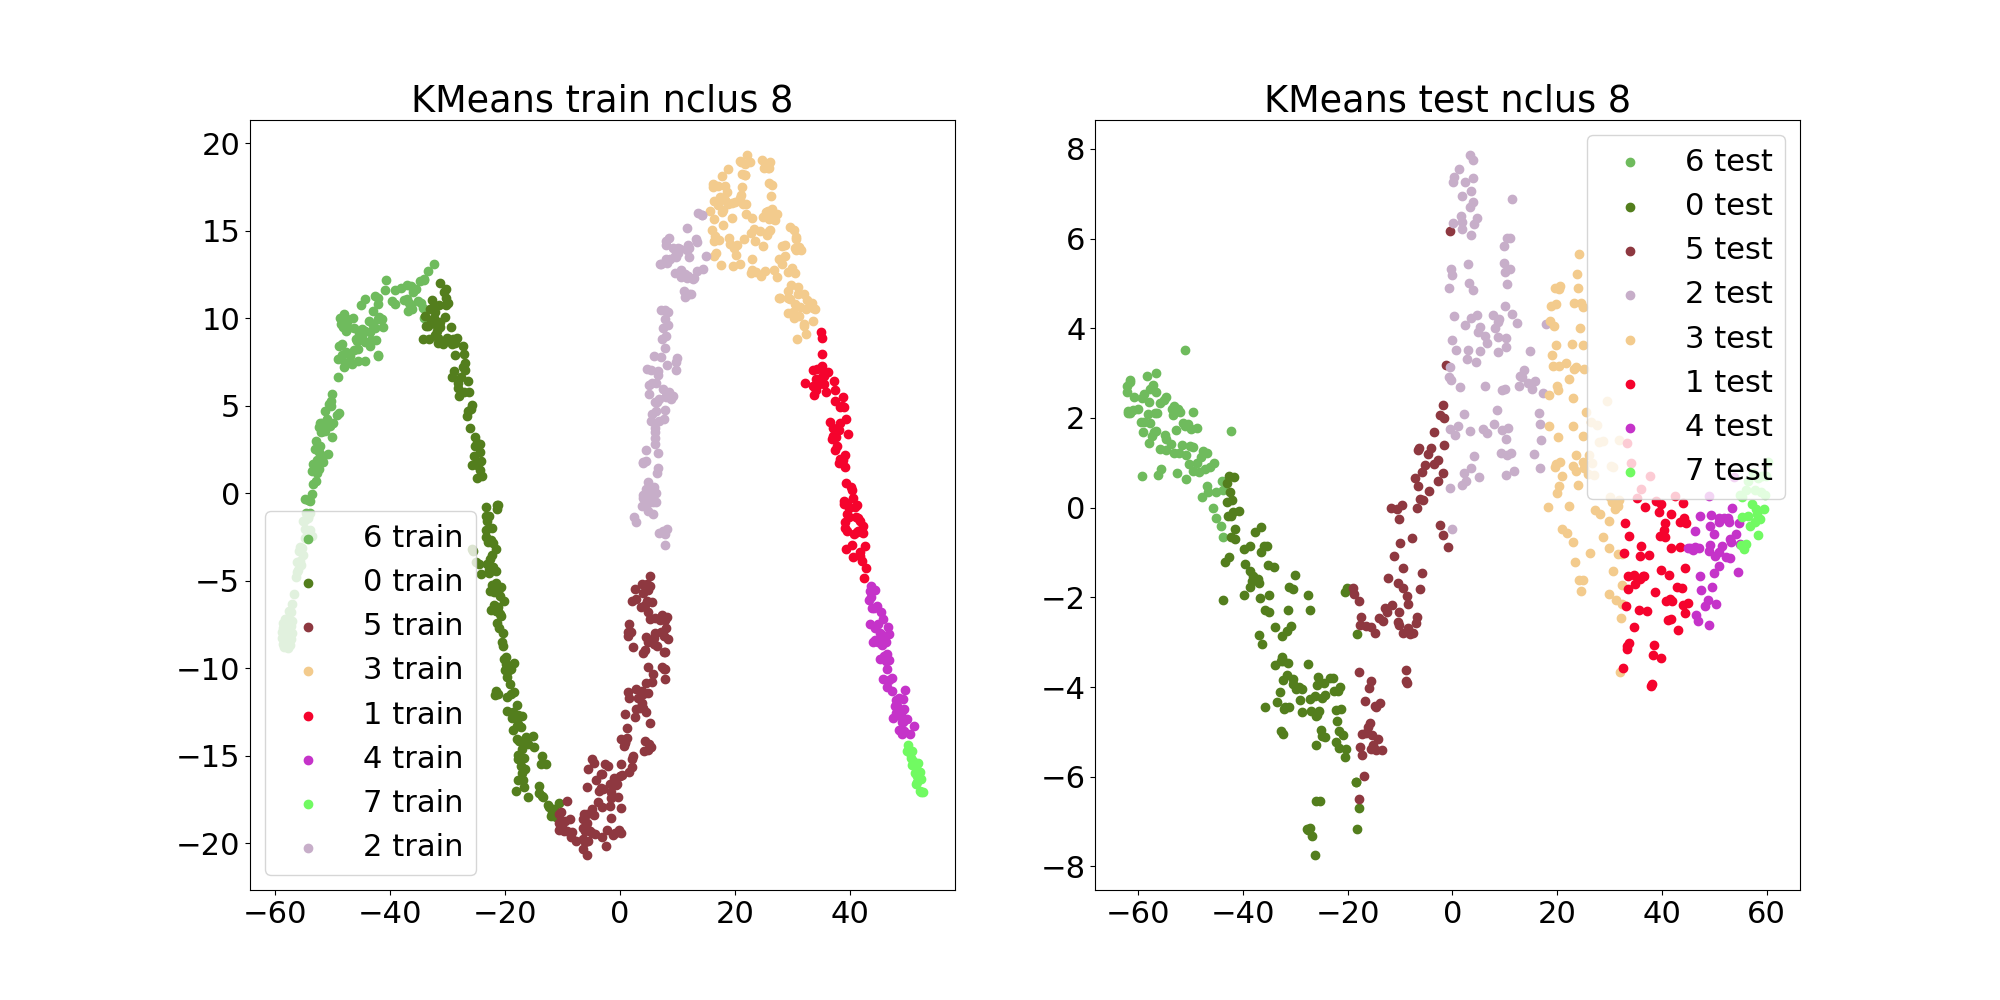 KMeans train nclus 8
20
15
10
5
0
−5
−10
−15
−20
−60 −40 −20 0 20 40
6 train
0 train
5 train
3 train
1 train
4 train
7 train
2 train
KMeans test nclus 8
8
6
4
2
0
−2
−4
−6
−8
−60 −40 −20 0 20 40 60
6 test
0 test
5 test
2 test
3 test
1 test
4 test
7 test